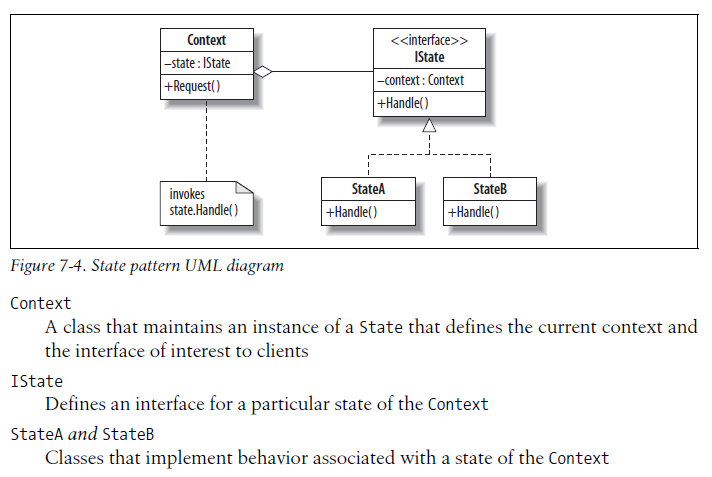 Context
–state : IState
+Request()
<<interface>>
IState
–context : Context
+Handle()
invokes
state.Handle()
StateA
+Handle()
StateB
+Handle()
Figure 7-4. State pattern UML diagram
Context
A class that maintains an instance of a State that defines the current context and
the interface of interest to clients
IState
Defines an interface for a particular state of the Context
StateA and StateB
Classes that implement behavior associated with a state of the Context